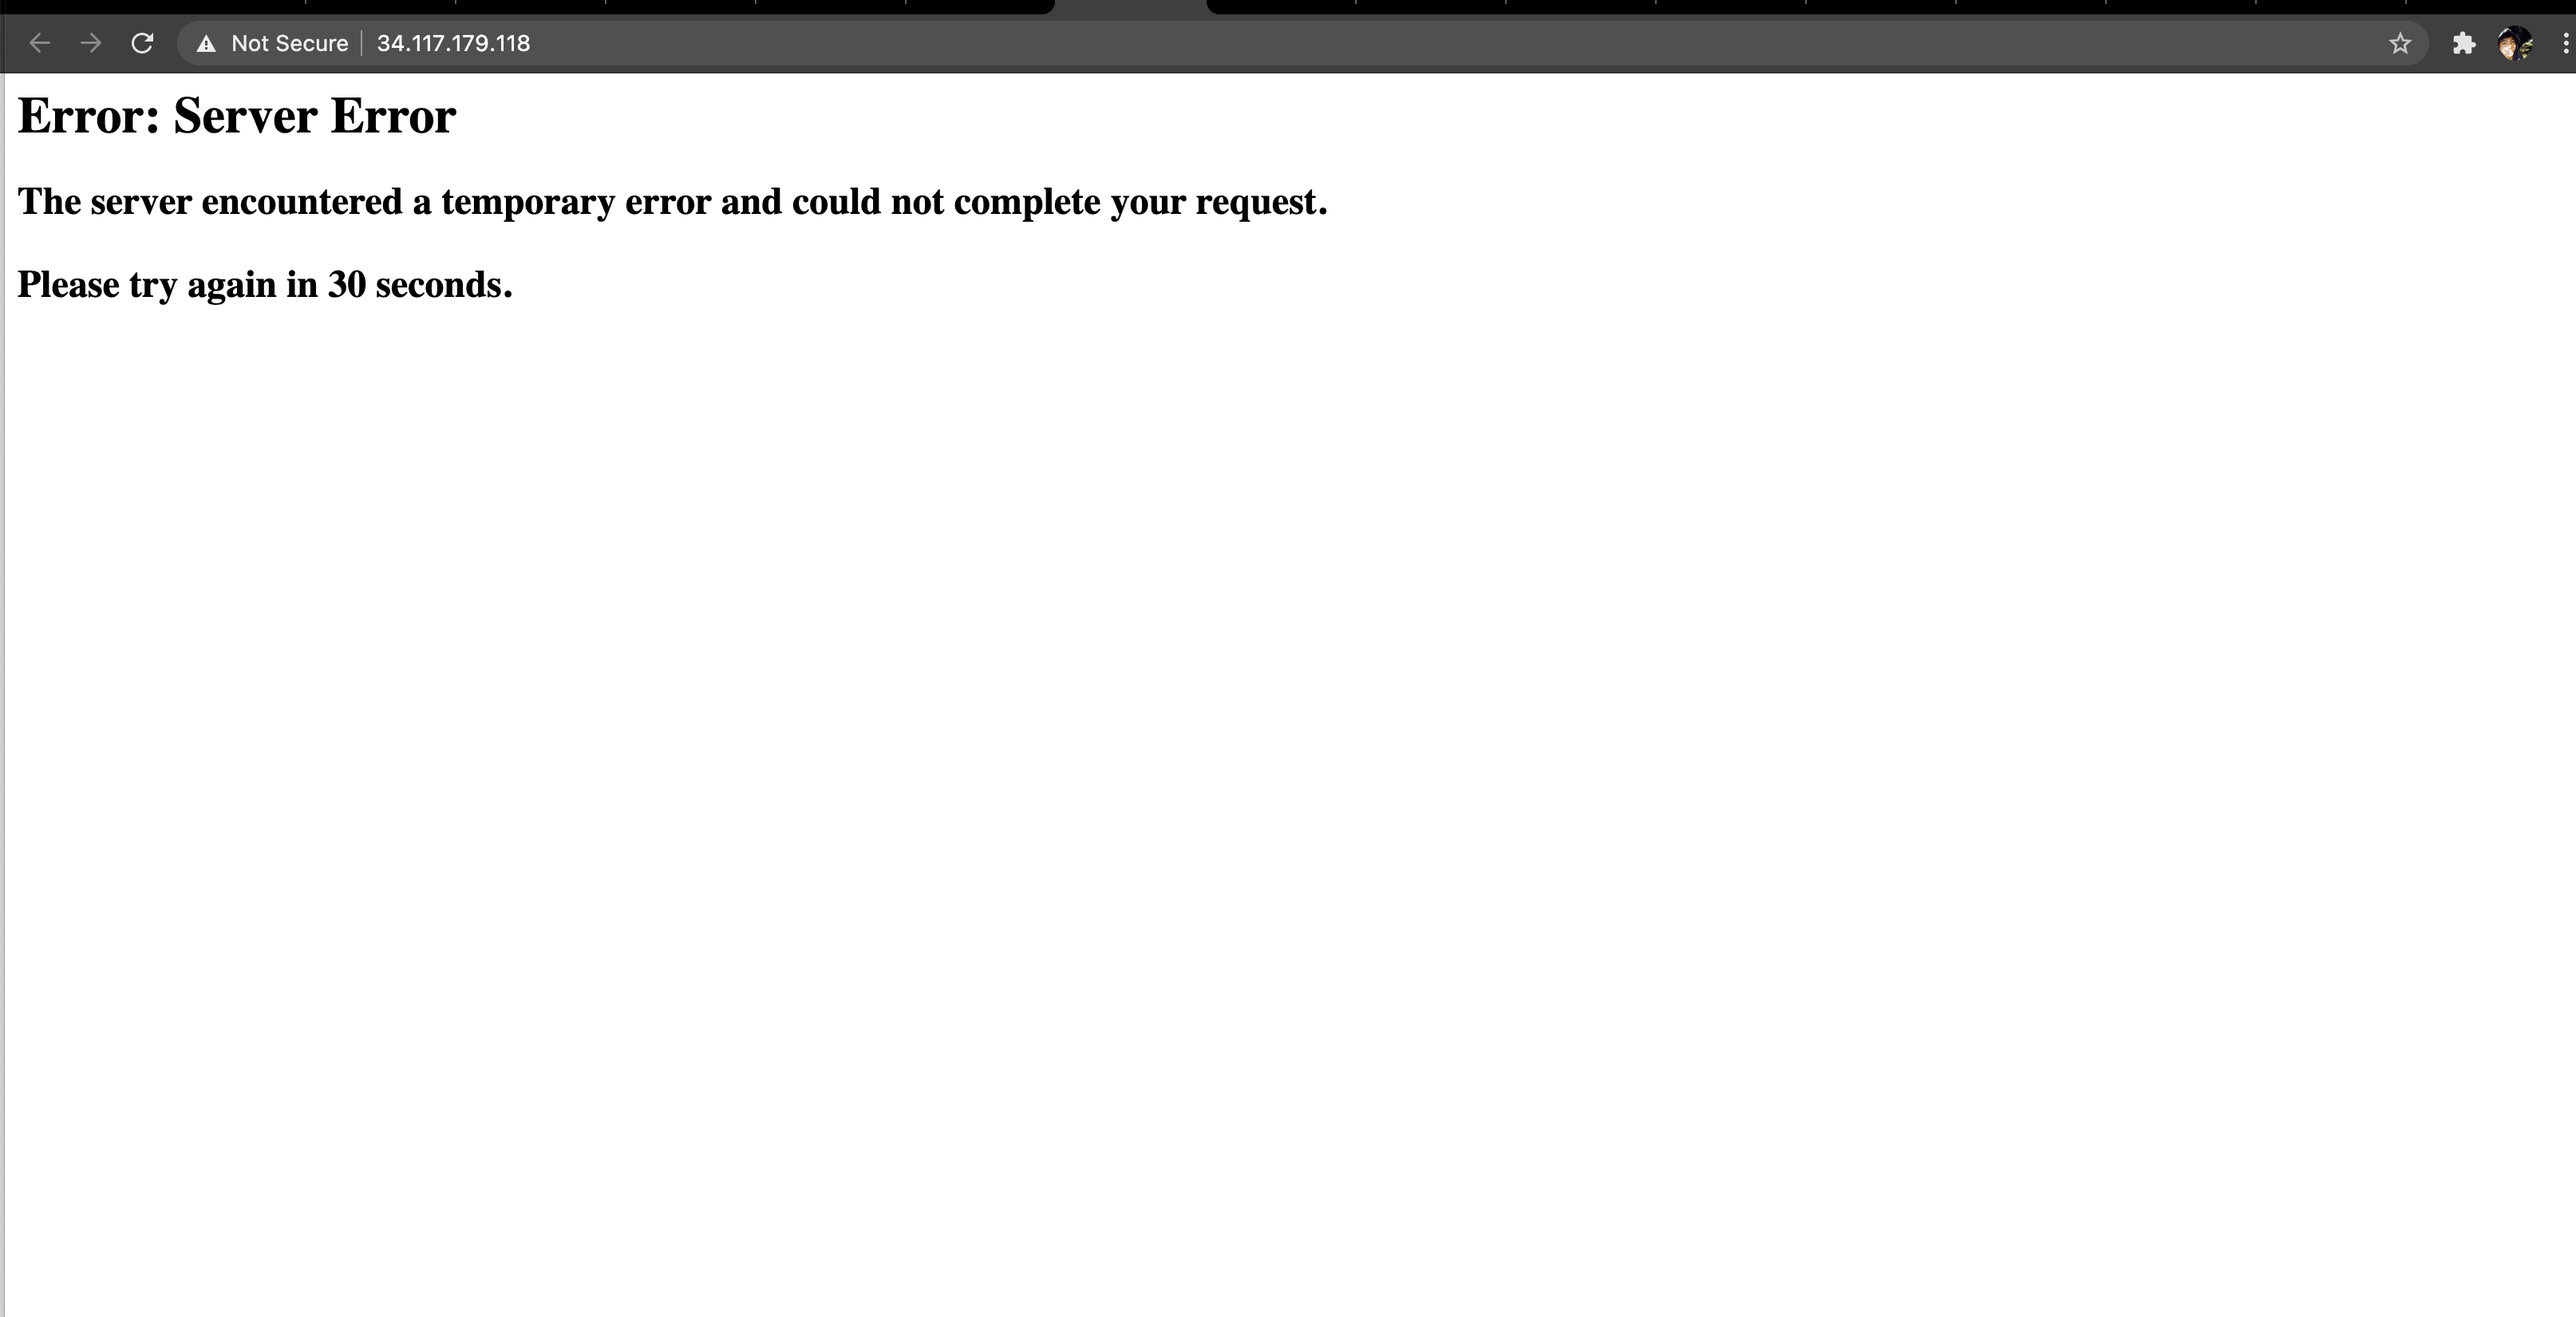 Not Secure 34.117.179.118
Error: Server Error
The server encountered a temporary error and could not complete your request.
Please try again in 30 seconds.